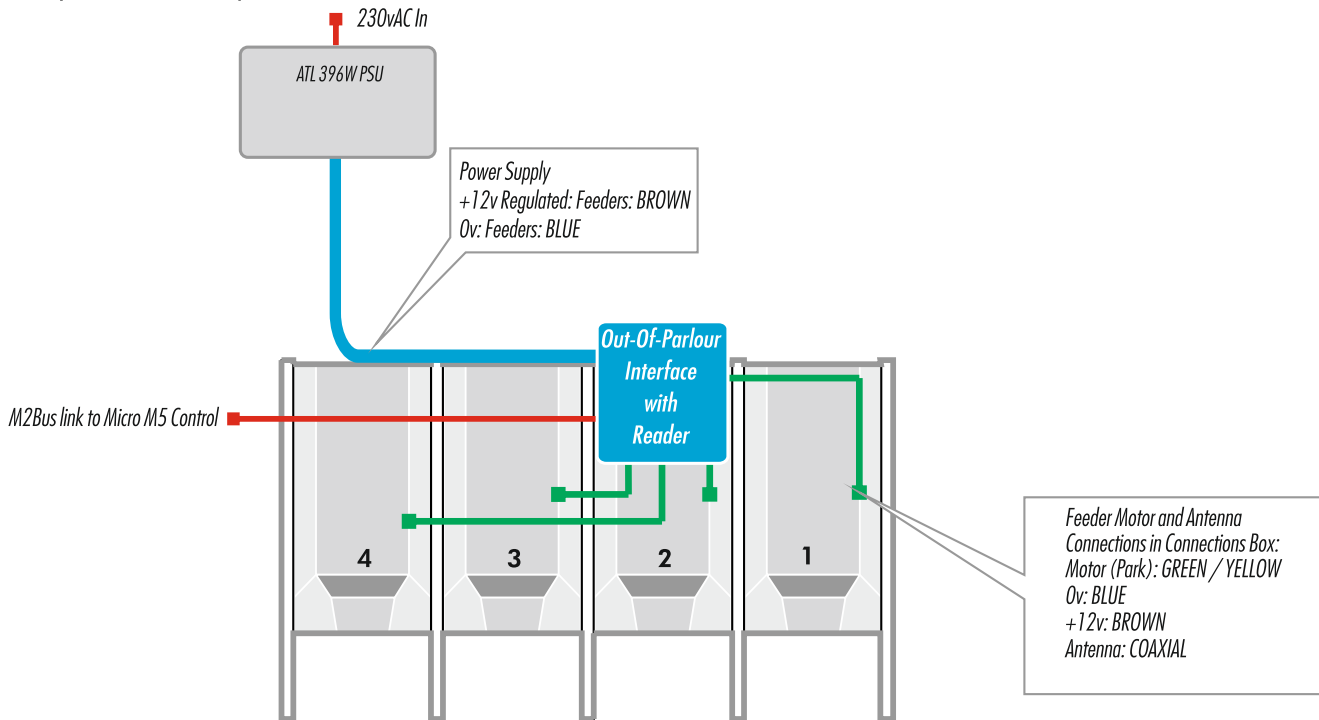 230vAC In
ATL 396W PSU
Power Supply
+12v Regulated: Feeders: BROWN
0v: Feeders: BLUE
Out-Of-Parlour
Interface
with
Reader
M2Bus link to Micro M5 Control
4
3
2
1
Feeder Motor and Antenna
Connections in Connections Box:
Motor (Park): GREEN / YELLOW
0v: BLUE
+12v: BROWN
Antenna: COAXIAL